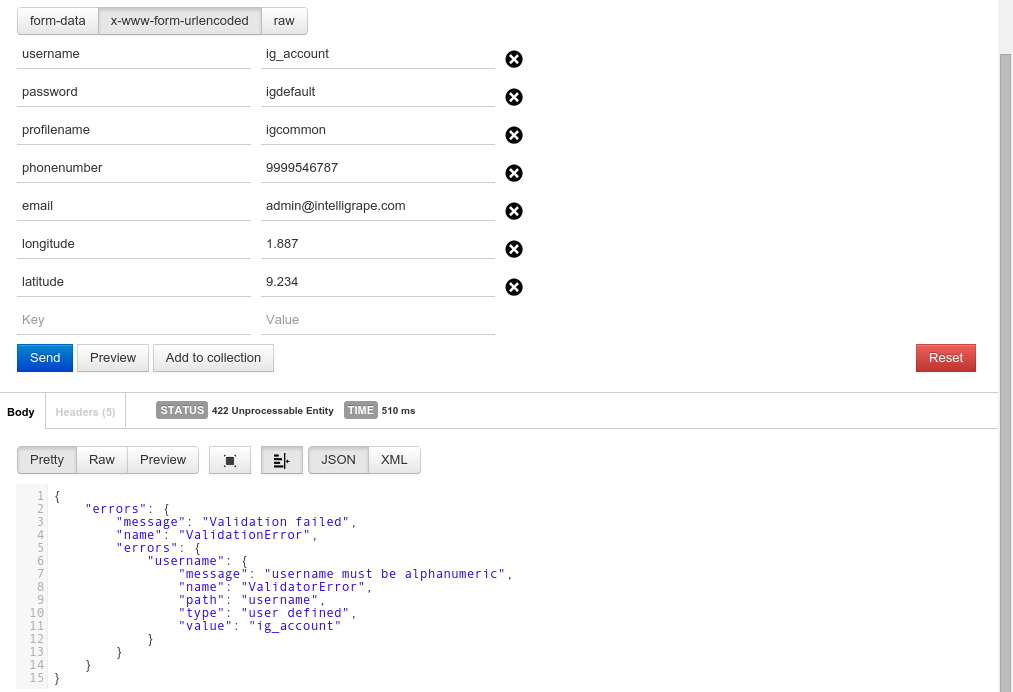 form-data x-www-form-urlencoded raw
username ig_account
password igdefault
profilename igcommon
phonenumber 9999546787
email admin@intelligrape.com
longitude 1.887
latitude 9.234
Key Value
Send Preview Add to collection Reset
Body Headers (5) STATUS 422 Unprocessable Entity TIME 510 ms
Pretty Raw Preview JSON XML
1 {
2 "errors": {
3 "message": "Validation failed",
4 "name": "ValidationError",
5 "errors": {
6 "username": {
7 "message": "username must be alphanumeric",
8 "name": "ValidatorError",
9 "path": "username",
10 "type": "user defined",
11 "value": "ig_account"
12 }
13 }
14 }
15 }